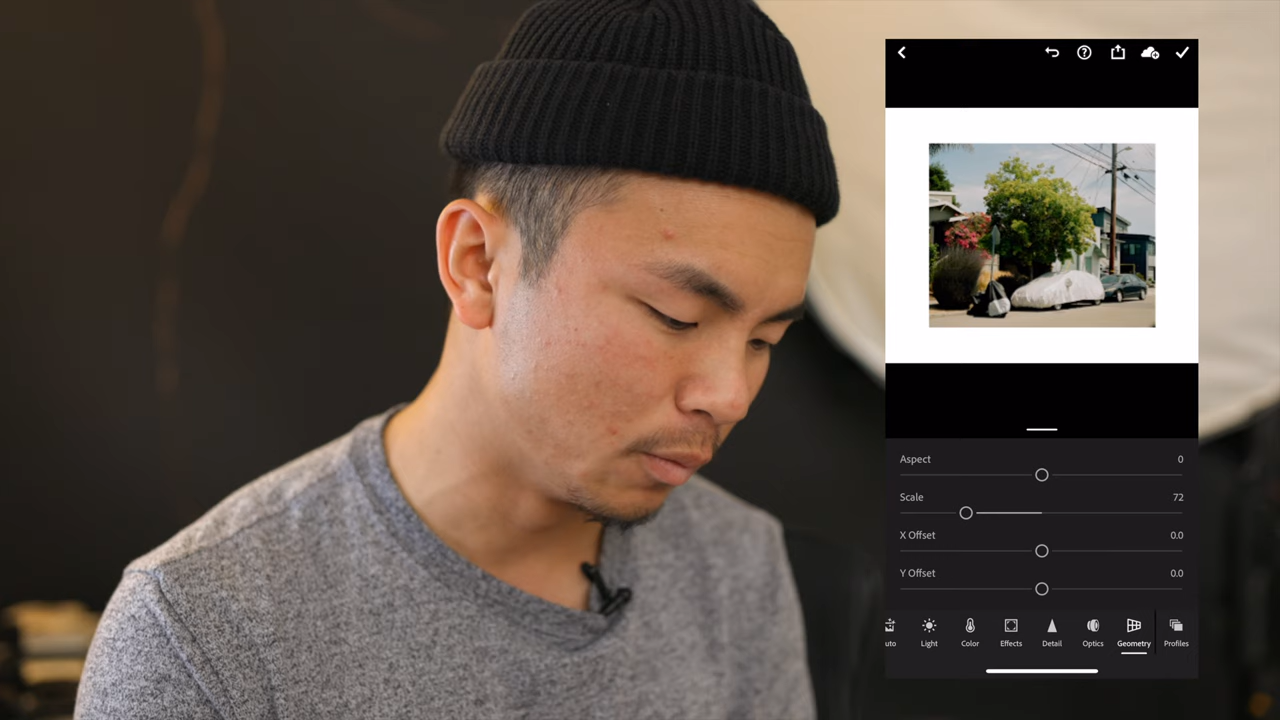 Aspect 0
Scale 72
X Offset 0.0
Y Offset 0.0
uto Light Color Effects Detail Optics Geometry Profiles